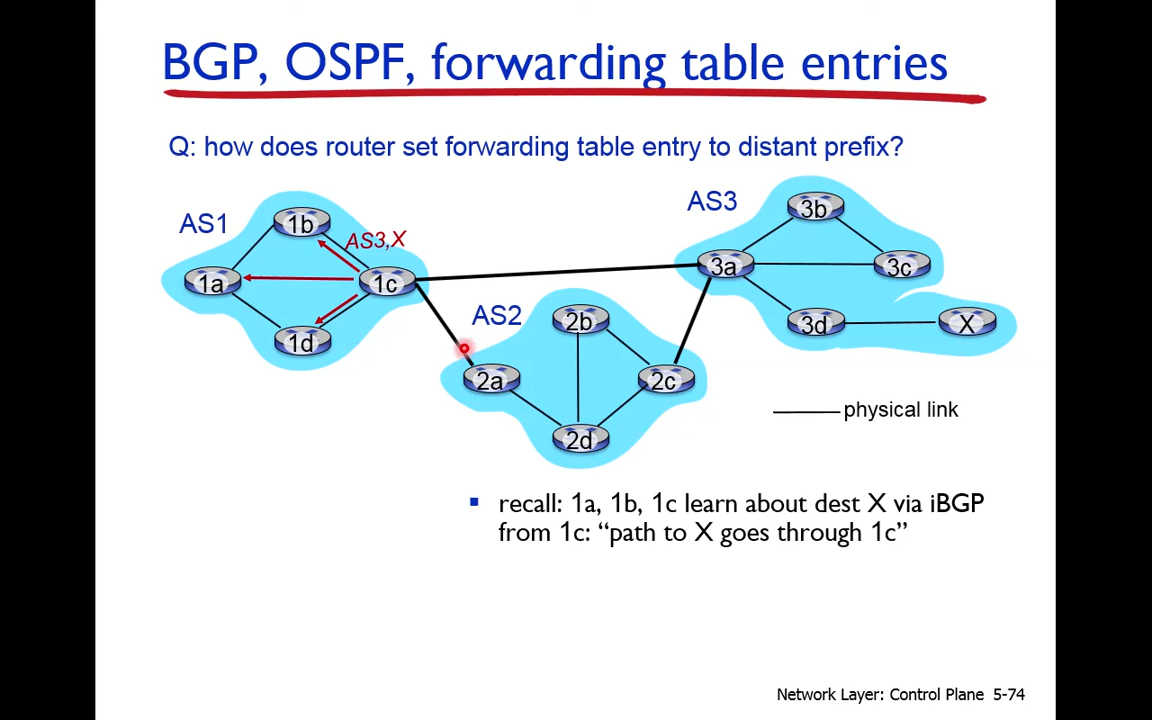 BGP, OSPF, forwarding table entries
Q: how does router set forwarding table entry to distant prefix?
AS1
1b
AS3,X
1a
1c
1d
AS2
2b
2a
2c
2d
AS3
3b
3a
3c
3d
X
physical link
▪ recall: 1a, 1b, 1c learn about dest X via iBGP
from 1c: “path to X goes through 1c”
Network Layer: Control Plane 5-74